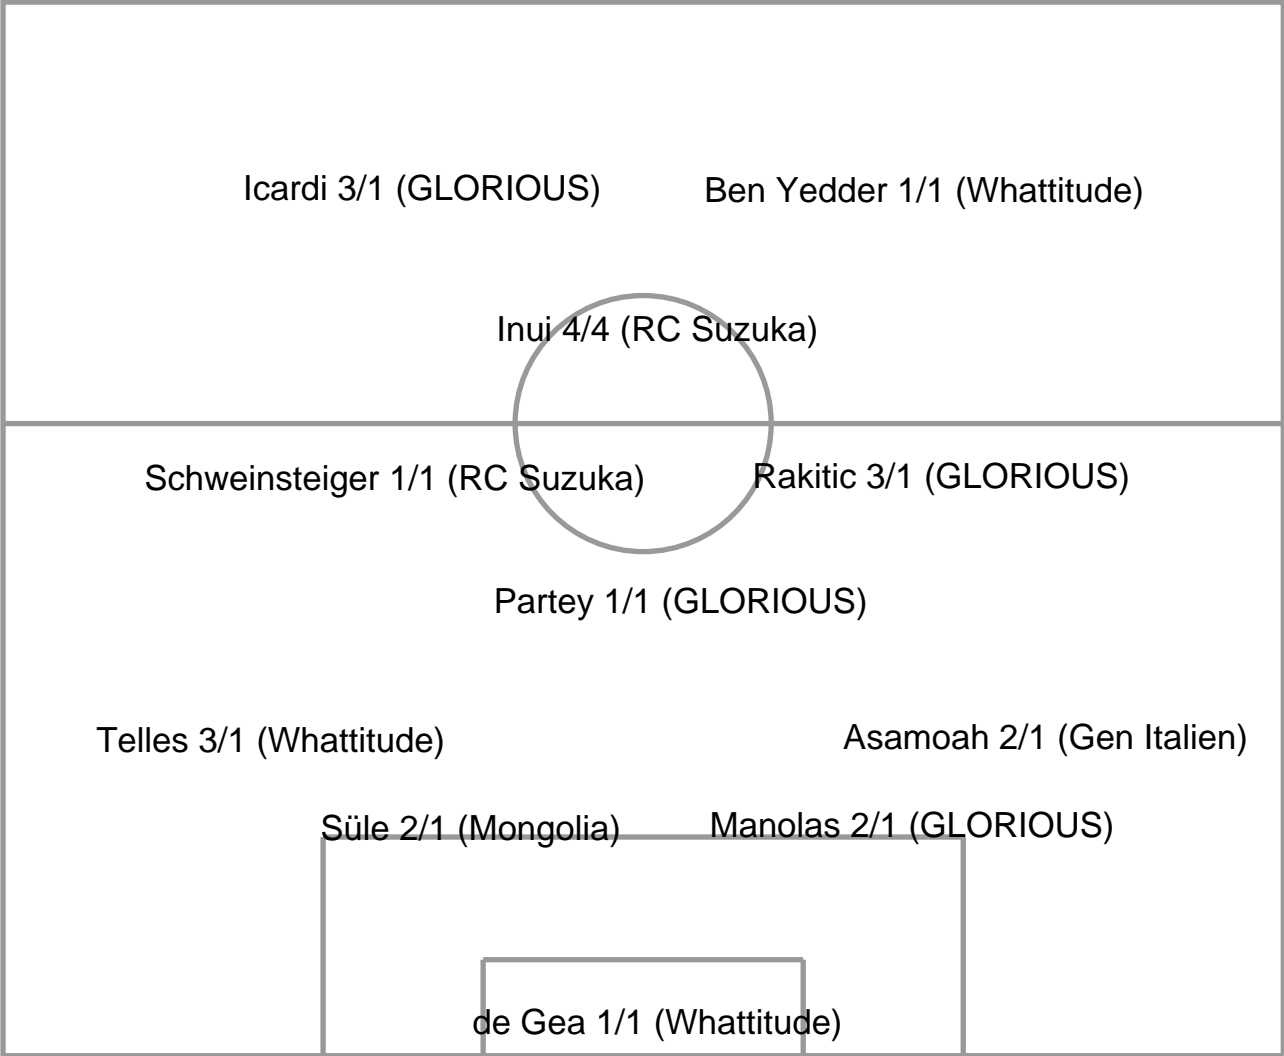 Icardi 3/1 (GLORIOUS)
Ben Yedder 1/1 (Whattitude)
Inui 4/4 (RC Suzuka)
Schweinsteiger 1/1 (RC Suzuka)
Rakitic 3/1 (GLORIOUS)
Partey 1/1 (GLORIOUS)
Telles 3/1 (Whattitude)
Asamoah 2/1 (Gen Italien)
Süle 2/1 (Mongolia)
Manolas 2/1 (GLORIOUS)
de Gea 1/1 (Whattitude)